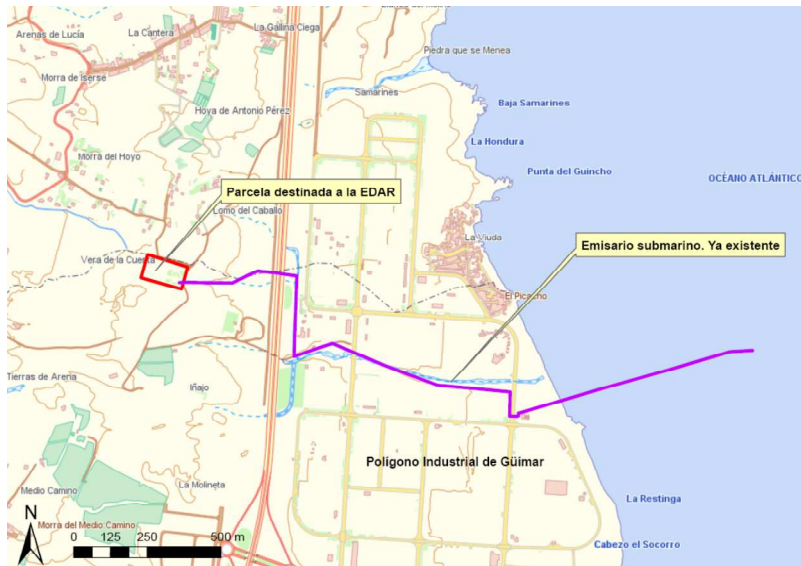 La Gallina Ciega
Arenas de Lucía
La Cantera
Piedra que se Menea
Morra de Iserse
Samarines
Baja Samarines
Hoya de Antonio Pérez
La Hondura
Morra del Hoyo
Punta del Guincho
OCÉANO ATLÁNTICO
Parcela destinada a la EDAR
Lomo del Caballo
La Viuda
Emisario submarino. Ya existente
Vera de la Cuenta
El Picacho
Tierras de Arena
Iñajo
Polígono Industrial de Güímar
Medio Camino
La Molineta
La Restinga
N
Morra del Medio Camino
0 125 250 500 m
Cabezo el Socorro